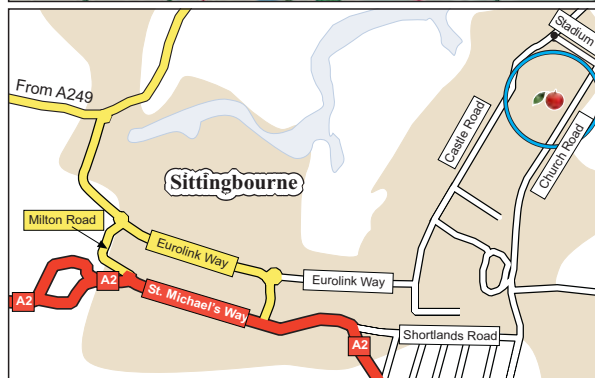 Stadium
From A249
Castle Road
Church Road
Sittingbourne
Milton Road
Eurolink Way
Eurolink Way
A2
A2
St. Michael's Way
Shortlands Road
A2